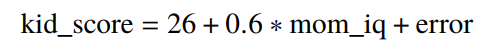 kid_score = 26 + 0.6 * mom_iq + error